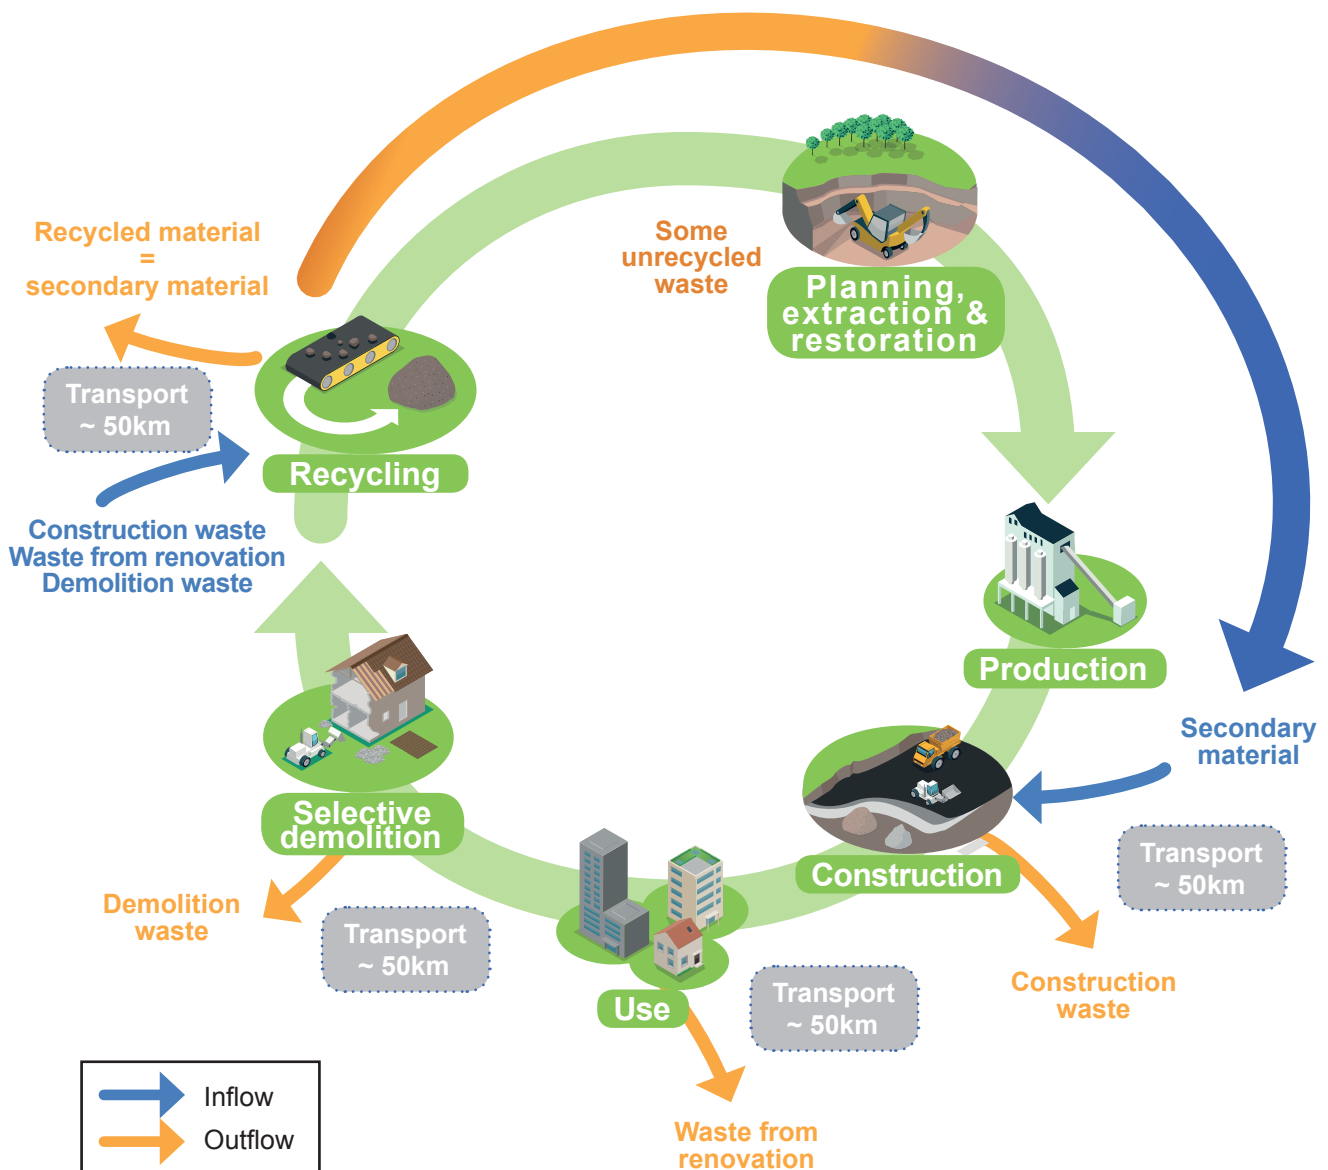 Recycled material
=
secondary material
Some
unrecycled
waste
Planning,
extraction &
restoration
Transport
~ 50km
Recycling
Construction waste
Waste from renovation
Demolition waste
Production
Secondary
material
Selective
demolition
Construction
Transport
~ 50km
Demolition
waste
Transport
~ 50km
Use
Transport
~ 50km
Construction
waste
Inflow
Outflow
Waste from
renovation